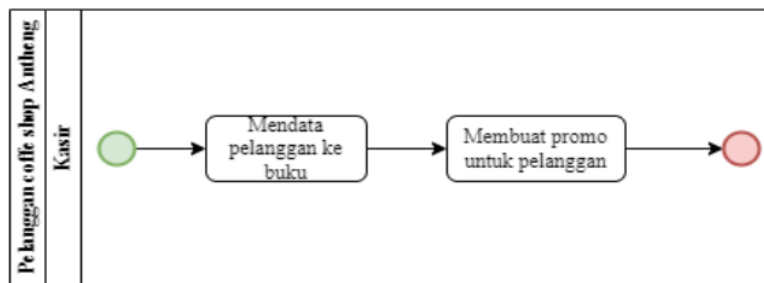 Pelanggan coffe shop Antheng
Kasir
Mendata
pelanggan ke
buku
Membuat promo
untuk pelanggan